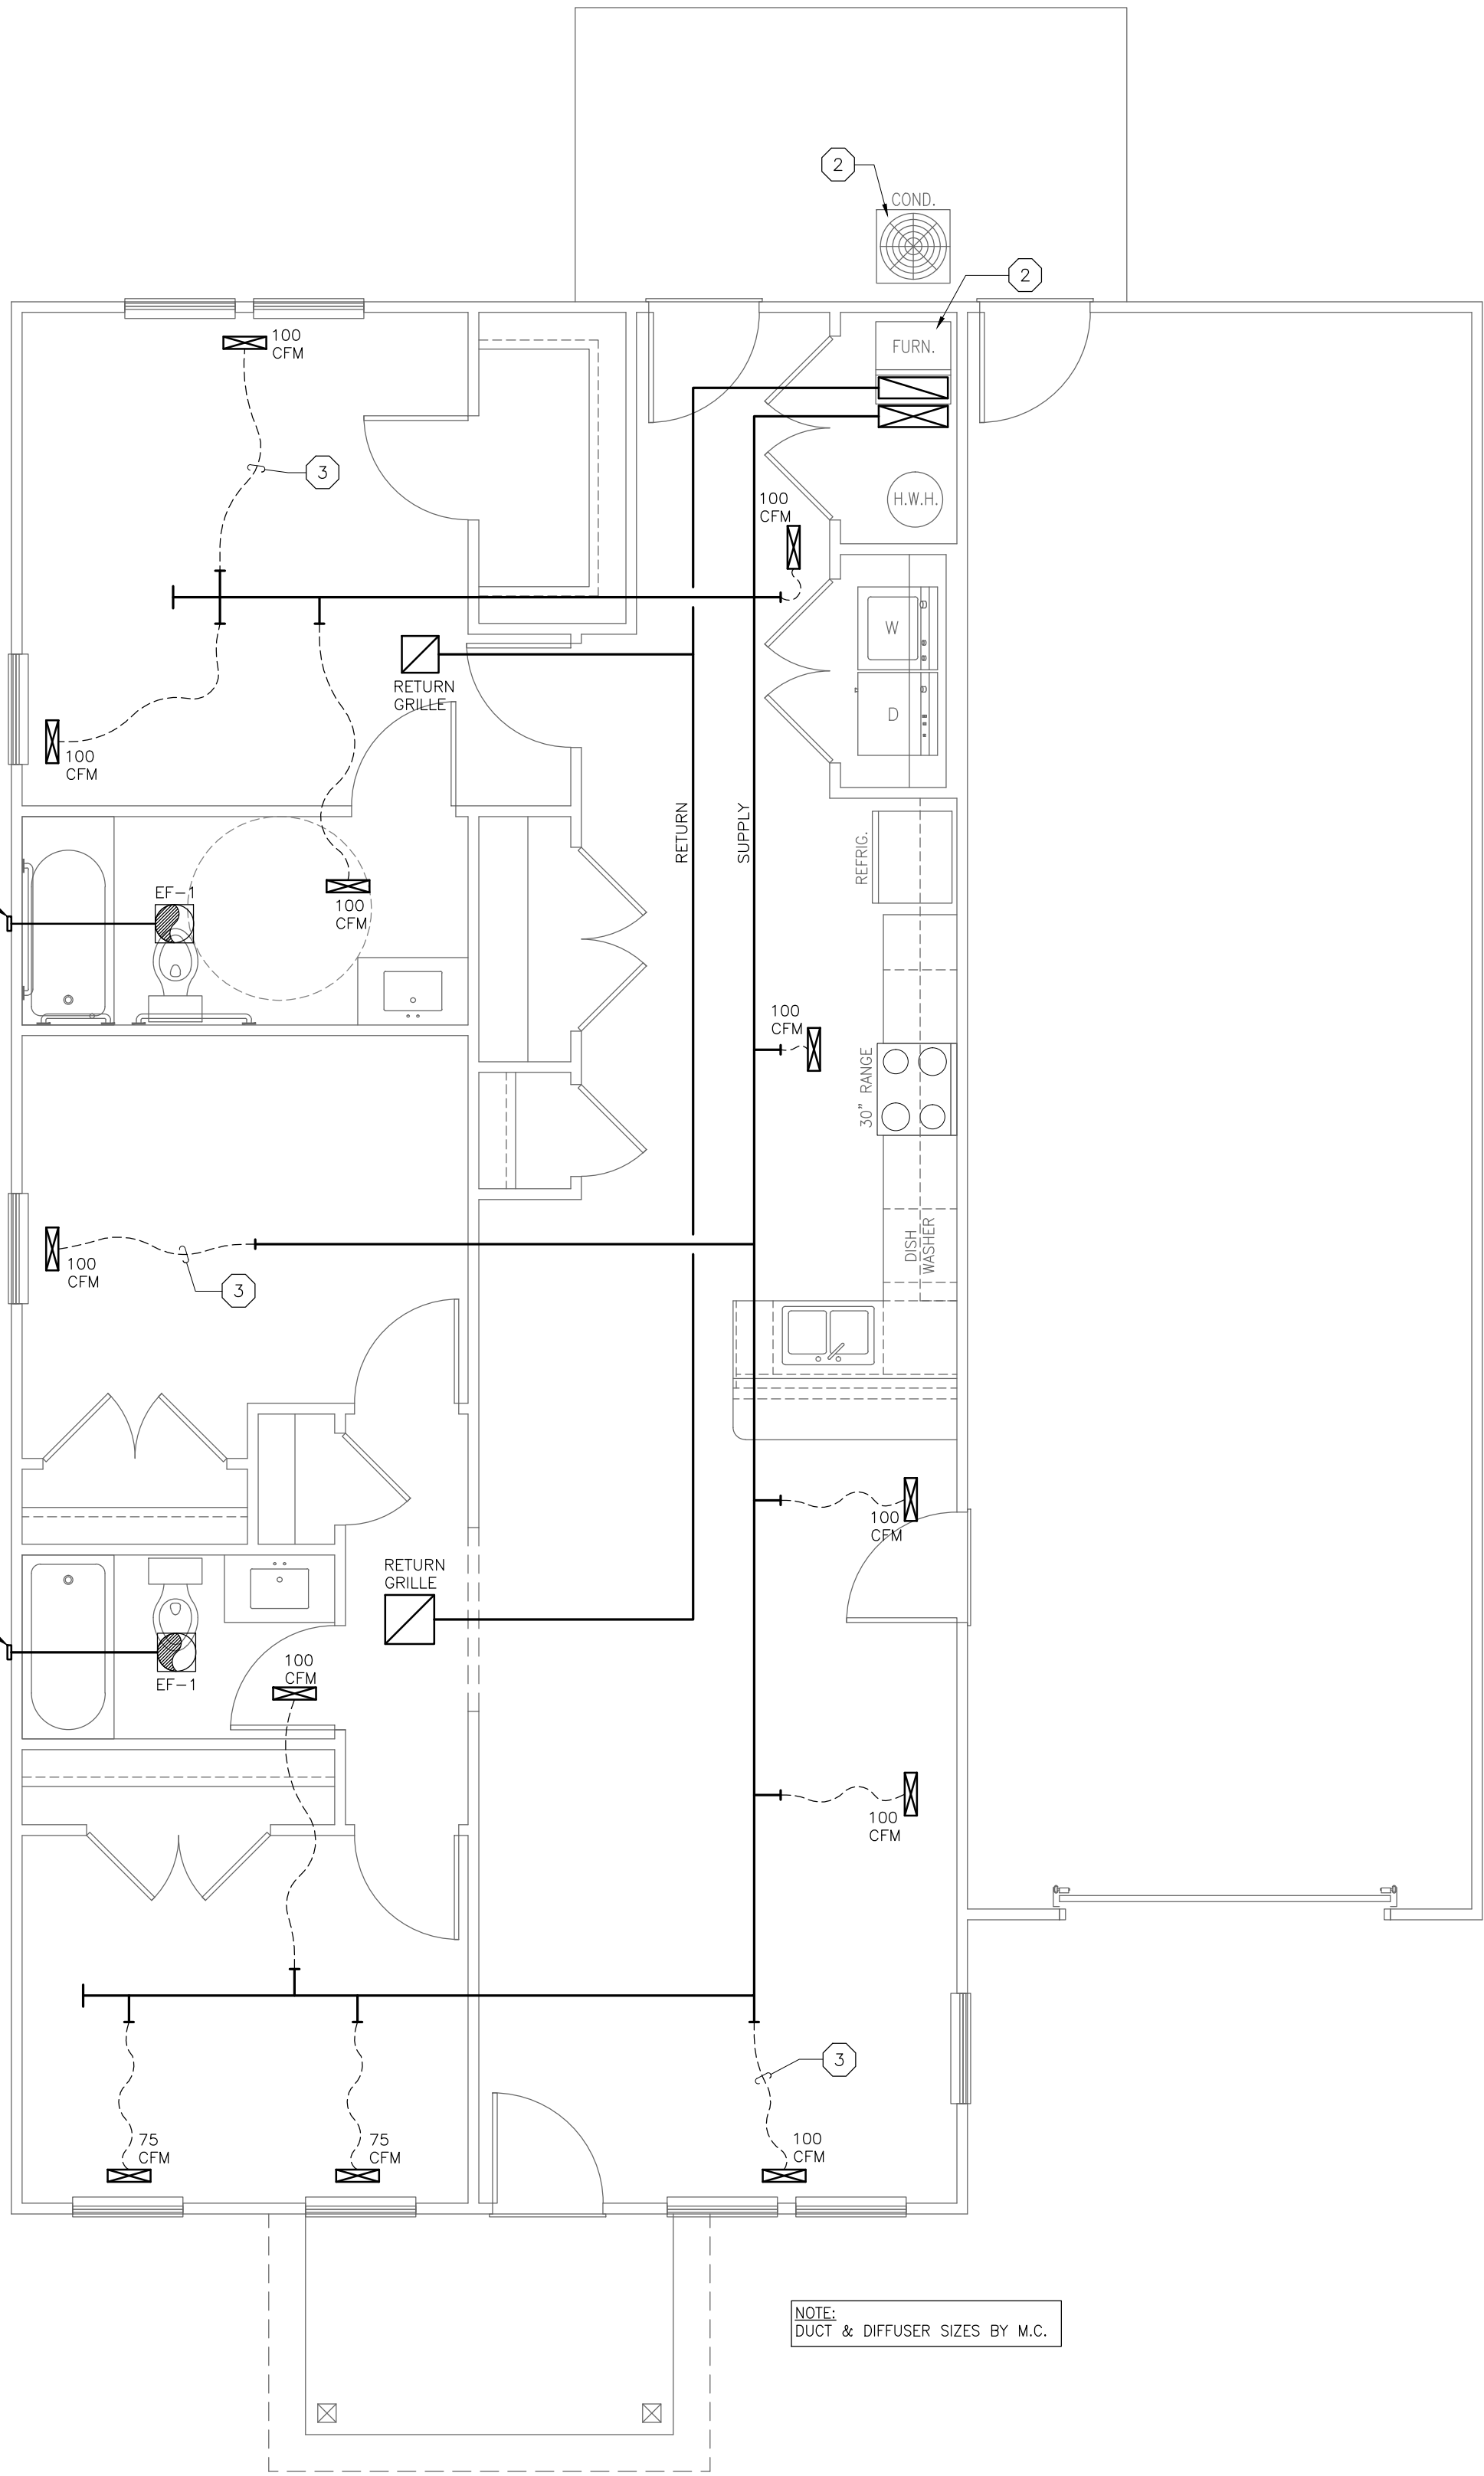 2
COND.
2
FURN.
100
CFM
3
100
CFM
H.W.H.
W
RETURN
GRILLE
D
100
CFM
RETURN
SUPPLY
REFRIG.
EF-1
100
CFM
100
CFM
30" RANGE
100
CFM
3
DISH
WASHER
100
CFM
RETURN
GRILLE
EF-1
100
CFM
100
CFM
3
75
CFM
75
CFM
100
CFM
NOTE:
DUCT & DIFFUSER SIZES BY M.C.